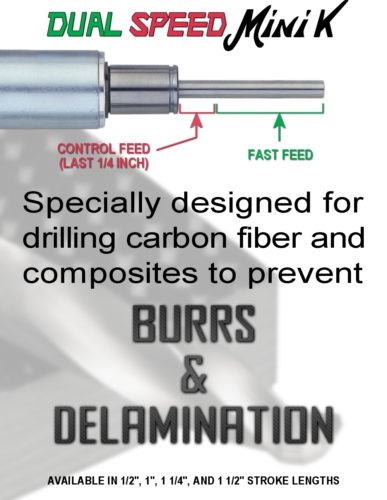 DUAL SPEED Mini K
CONTROL FEED
(LAST 1/4 INCH)
FAST FEED
Specially designed for
drilling carbon fiber and
composites to prevent
BURRS
&
DELAMINATION
AVAILABLE IN 1/2", 1", 1 1/4", AND 1 1/2" STROKE LENGTHS